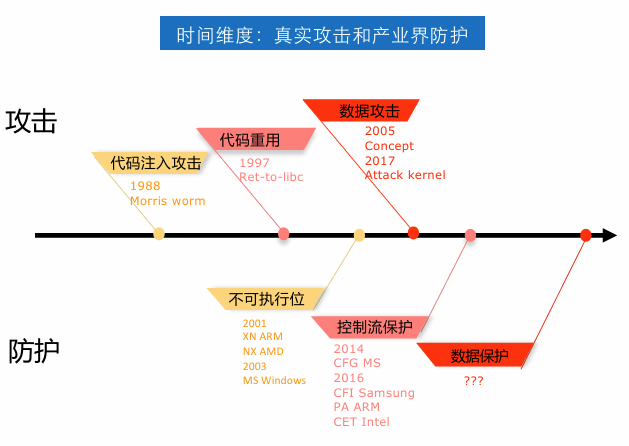 时间维度：真实攻击和产业界防护
攻击
数据攻击
2005
Concept
2017
Attack kernel
代码重用
1997
Ret-to-libc
代码注入攻击
1988
Morris worm
防护
不可执行位
2001
XN ARM
NX AMD
2003
MS Windows
控制流保护
2014
CFG MS
2016
CFI Samsung
PA ARM
CET Intel
数据保护
???